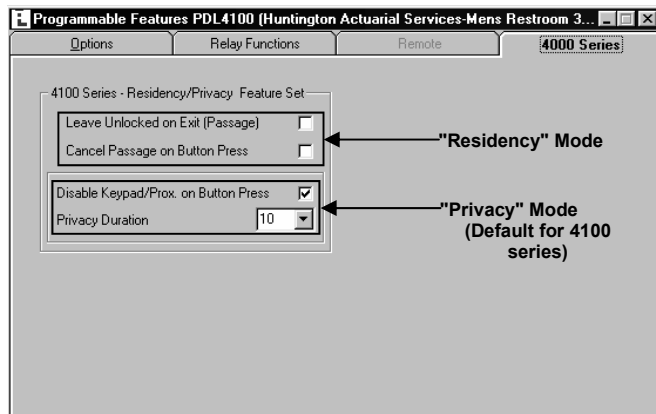 Programmable Features PDL4100 (Huntington Actuarial Services-Mens Restroom 3...
Options
Relay Functions
Remote
4000 Series
4100 Series - Residency/Privacy Feature Set
Leave Unlocked on Exit (Passage)
Cancel Passage on Button Press
"Residency" Mode
Disable Keypad/Prox. on Button Press
Privacy Duration
10
"Privacy" Mode
(Default for 4100
series)